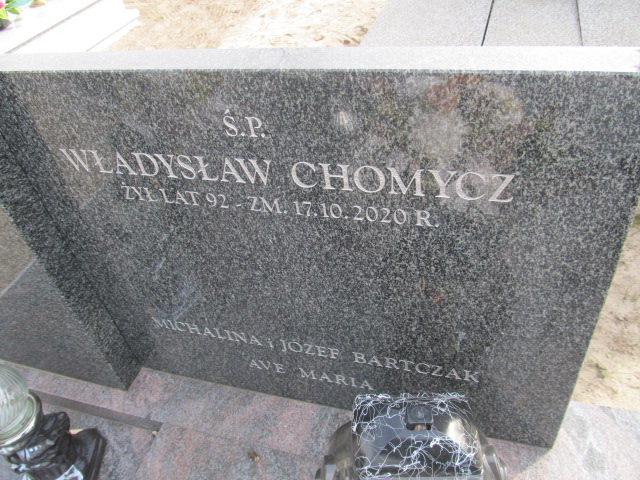 Ś.P.
WŁADYSŁAW CHOMYCZ
ŻYŁ LAT 92 - ZM. 17.10.2020 R.
MICHALINA i JÓZEF BARTCZAK
AVE MARIA